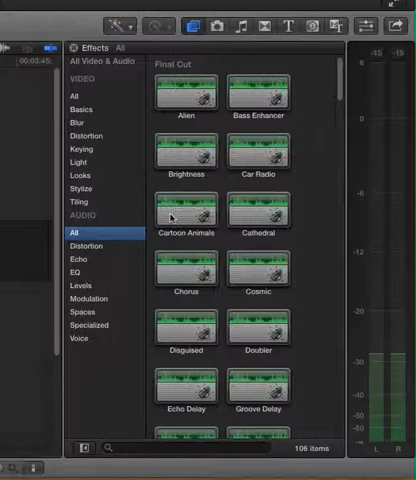 -15 -15
Effects All
00:03:45;
All Video & Audio
Final Cut
VIDEO
All
Alien Bass Enhancer
Basics
Blur
Distortion
Keying
Brightness Car Radio
Light
Looks
Stylize
Tiling
AUDIO
All
Cartoon Animals Cathedral
Distortion
Echo
EQ
Levels
Chorus Cosmic
Modulation
Spaces
Specialized
Voice
Disguised Doubler
Echo Delay Groove Delay
106 items
6
0
-6
-12
-20
-30
-40
-50
-60
-∞
L R